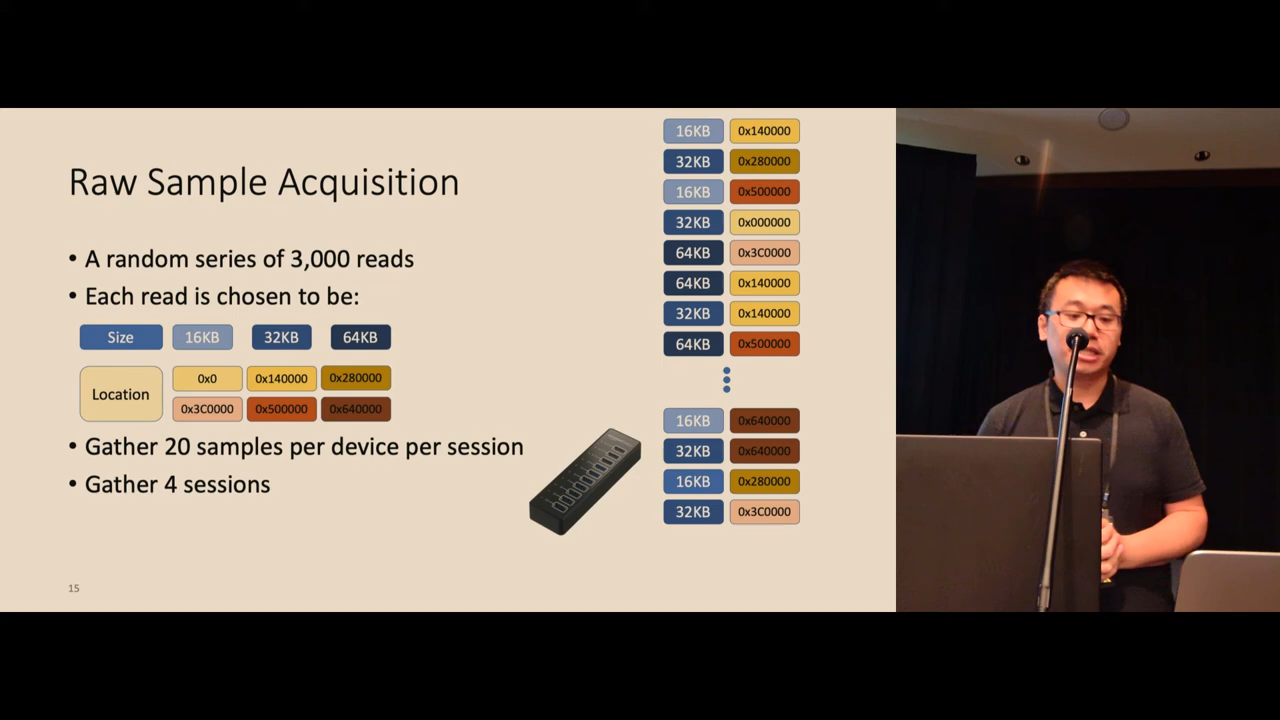 Raw Sample Acquisition
• A random series of 3,000 reads
• Each read is chosen to be:
Size 16KB 32KB 64KB
Location
0x0 0x140000 0x280000
0x3C0000 0x500000 0x640000
• Gather 20 samples per device per session
• Gather 4 sessions
15
16KB 0x140000
32KB 0x280000
16KB 0x500000
32KB 0x000000
64KB 0x3C0000
64KB 0x140000
32KB 0x140000
64KB 0x500000
16KB 0x640000
32KB 0x640000
16KB 0x280000
32KB 0x3C0000